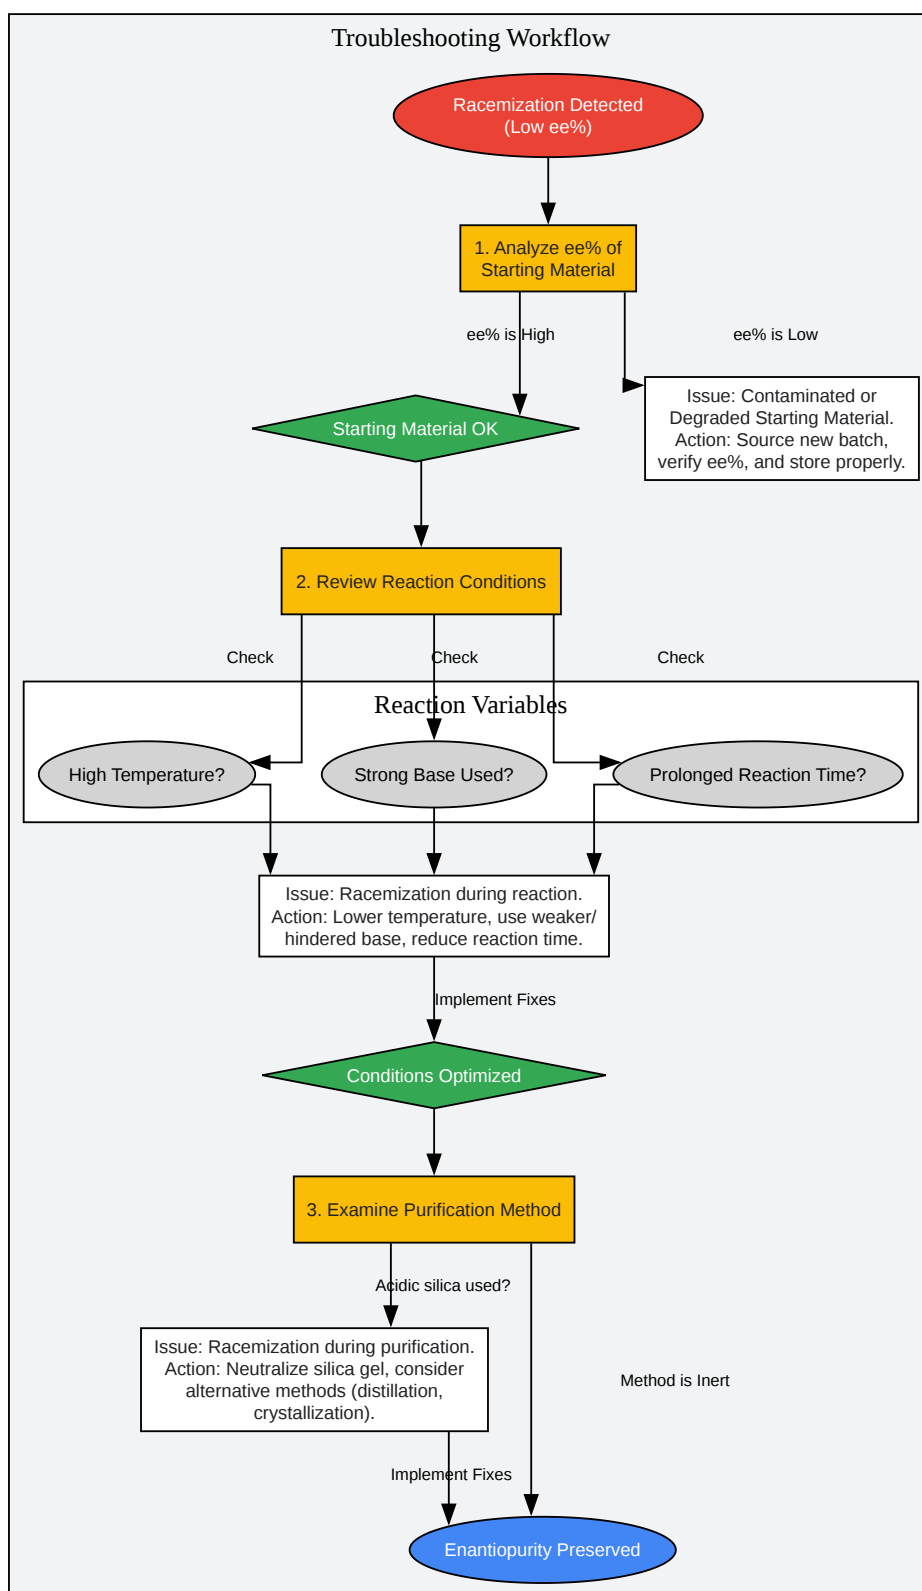 Troubleshooting Workflow
Racemization Detected
(Low ee%)
1. Analyze ee% of
Starting Material
ee% is High
ee% is Low
Issue: Contaminated or
Degraded Starting Material.
Action: Source new batch,
verify ee%, and store properly.
Starting Material OK
2. Review Reaction Conditions
Check
Check
Check
Reaction Variables
High Temperature?
Strong Base Used?
Prolonged Reaction Time?
Issue: Racemization during reaction.
Action: Lower temperature, use weaker/
hindered base, reduce reaction time.
Implement Fixes
Conditions Optimized
3. Examine Purification Method
Acidic silica used?
Issue: Racemization during purification.
Action: Neutralize silica gel, consider
alternative methods (distillation,
crystallization).
Method is Inert
Implement Fixes
Enantiopurity Preserved